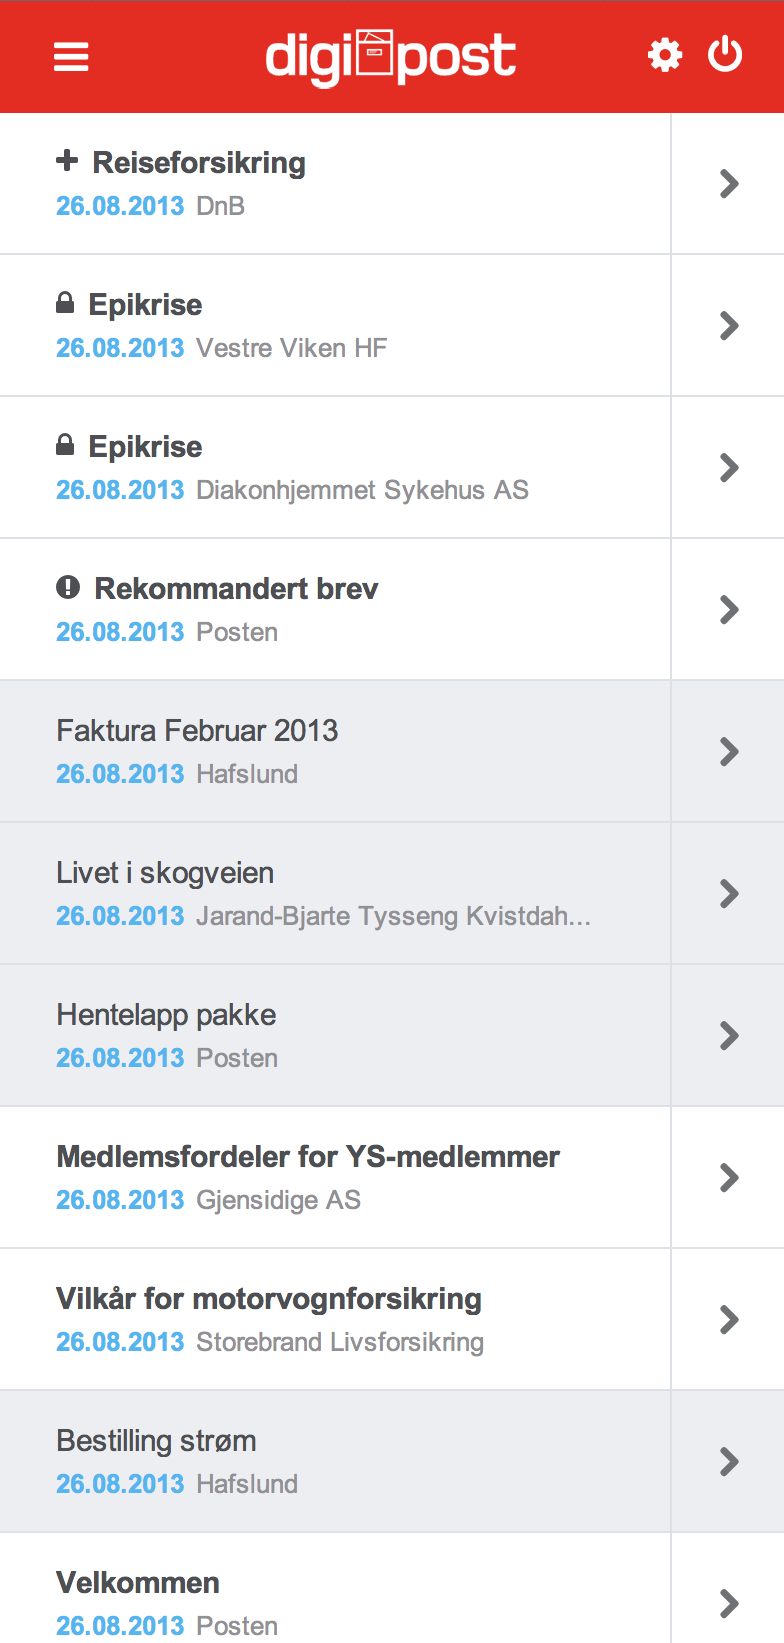 digipost
Reiseforsikring
26.08.2013 DnB
Epikrise
26.08.2013 Vestre Viken HF
Epikrise
26.08.2013 Diakonhjemmet Sykehus AS
Rekommandert brev
26.08.2013 Posten
Faktura Februar 2013
26.08.2013 Hafslund
Livet i skogveien
26.08.2013 Jarand-Bjarte Tysseng Kvistdah...
Hentelapp pakke
26.08.2013 Posten
Medlemsfordeler for YS-medlemmer
26.08.2013 Gjensidige AS
Vilkår for motorvognforsikring
26.08.2013 Storebrand Livsforsikring
Bestilling strøm
26.08.2013 Hafslund
Velkommen
26.08.2013 Posten